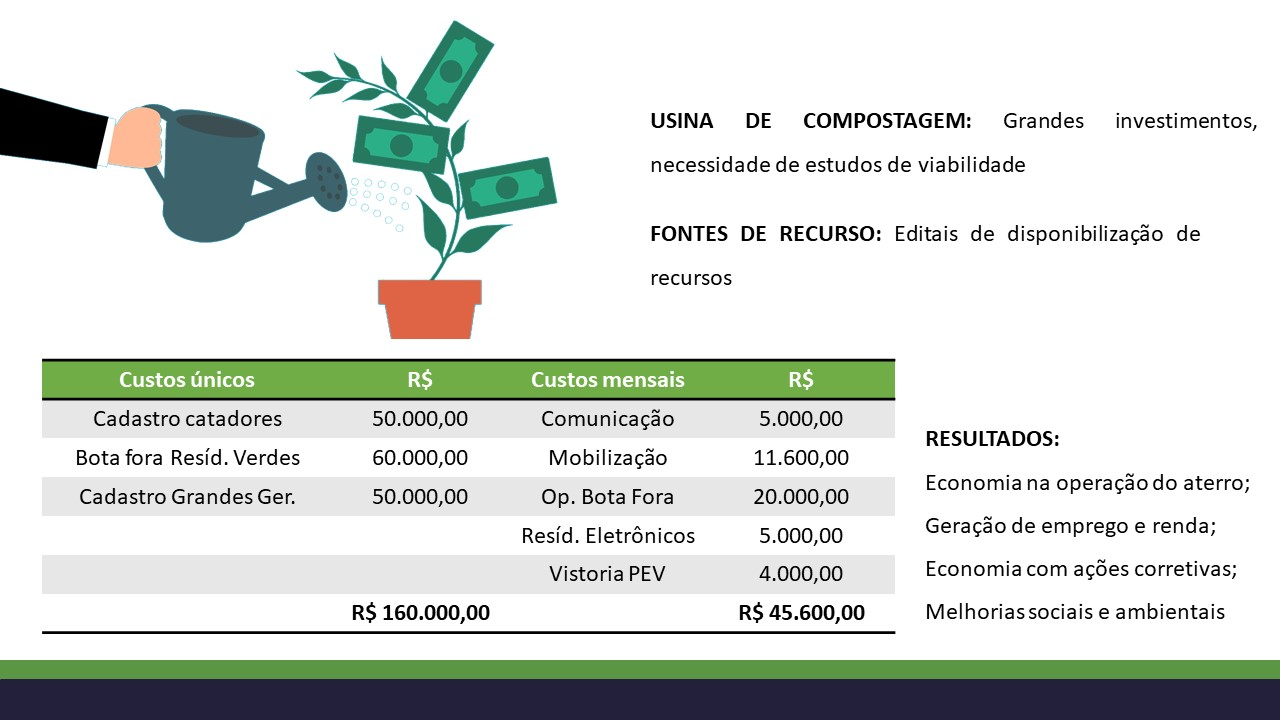 USINA DE COMPOSTAGEM: Grandes investimentos,
necessidade de estudos de viabilidade
FONTES DE RECURSO: Editais de disponibilização de
recursos
Custos únicos R$ Custos mensais R$
Cadastro catadores 50.000,00 Comunicação 5.000,00
Bota fora Resíd. Verdes 60.000,00 Mobilização 11.600,00
Cadastro Grandes Ger. 50.000,00 Op. Bota Fora 20.000,00
Resíd. Eletrônicos 5.000,00
Vistoria PEV 4.000,00
R$ 160.000,00 R$ 45.600,00
RESULTADOS:
Economia na operação do aterro;
Geração de emprego e renda;
Economia com ações corretivas;
Melhorias sociais e ambientais